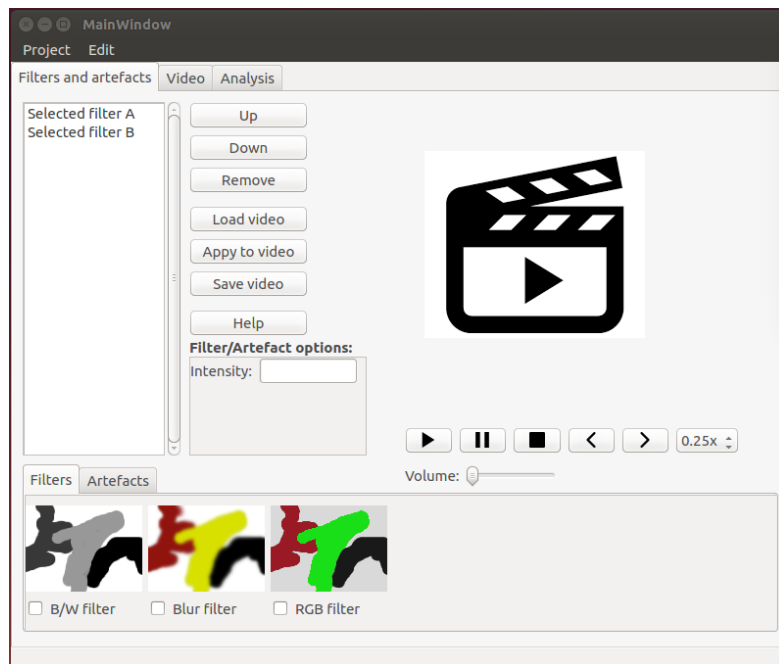 MainWindow
Project Edit
Filters and artefacts Video Analysis
Selected filter A
Selected filter B
Up
Down
Remove
Load video
Appy to video
Save video
Help
Filter/Artefact options:
Intensity:
0.25x
Volume:
Filters Artefacts
B/W filter Blur filter RGB filter